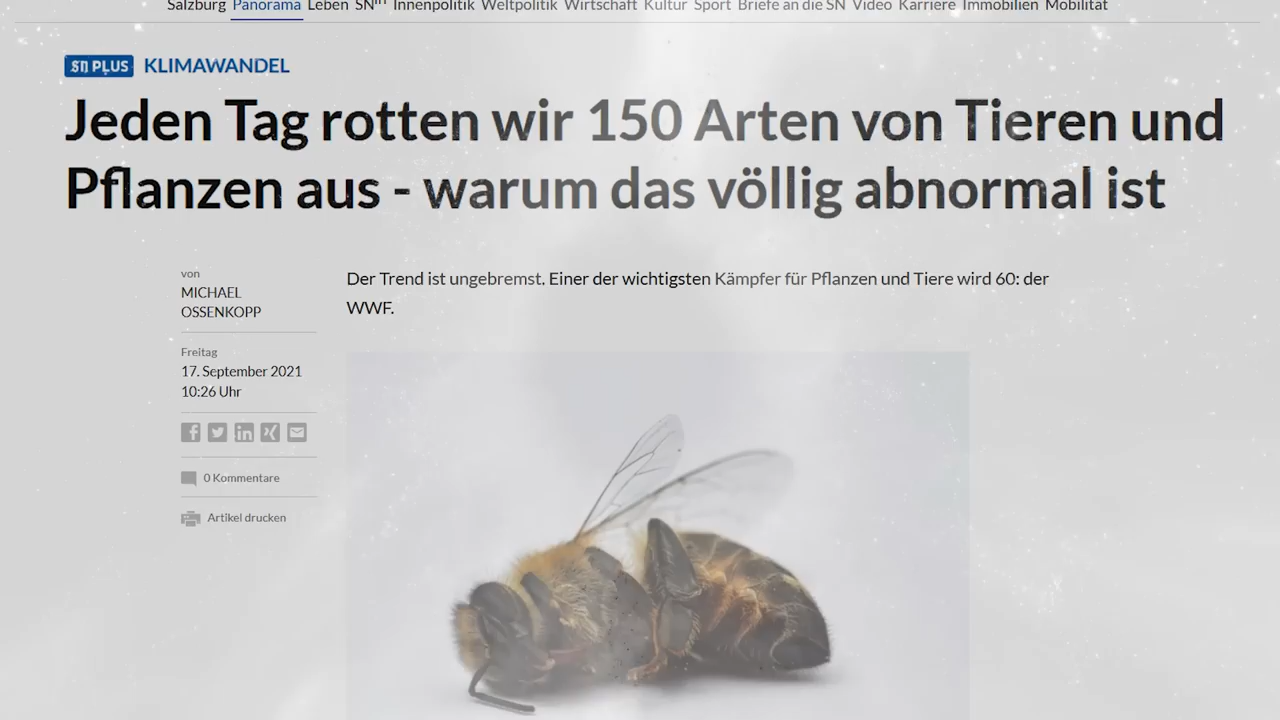 Salzburg Panorama Leben SNin Innenpolitik Weltpolitik Wirtschaft Kultur Sport Briefe an die SN Video Karriere Immobilien Mobilität
SN PLUS KLIMAWANDEL
Jeden Tag rotten wir 150 Arten von Tieren und
Pflanzen aus - warum das völlig abnormal ist
von
MICHAEL
OSSENKOPP
Der Trend ist ungebremst. Einer der wichtigsten Kämpfer für Pflanzen und Tiere wird 60: der
WWF.
Freitag
17. September 2021
10:26 Uhr
0 Kommentare
Artikel drucken